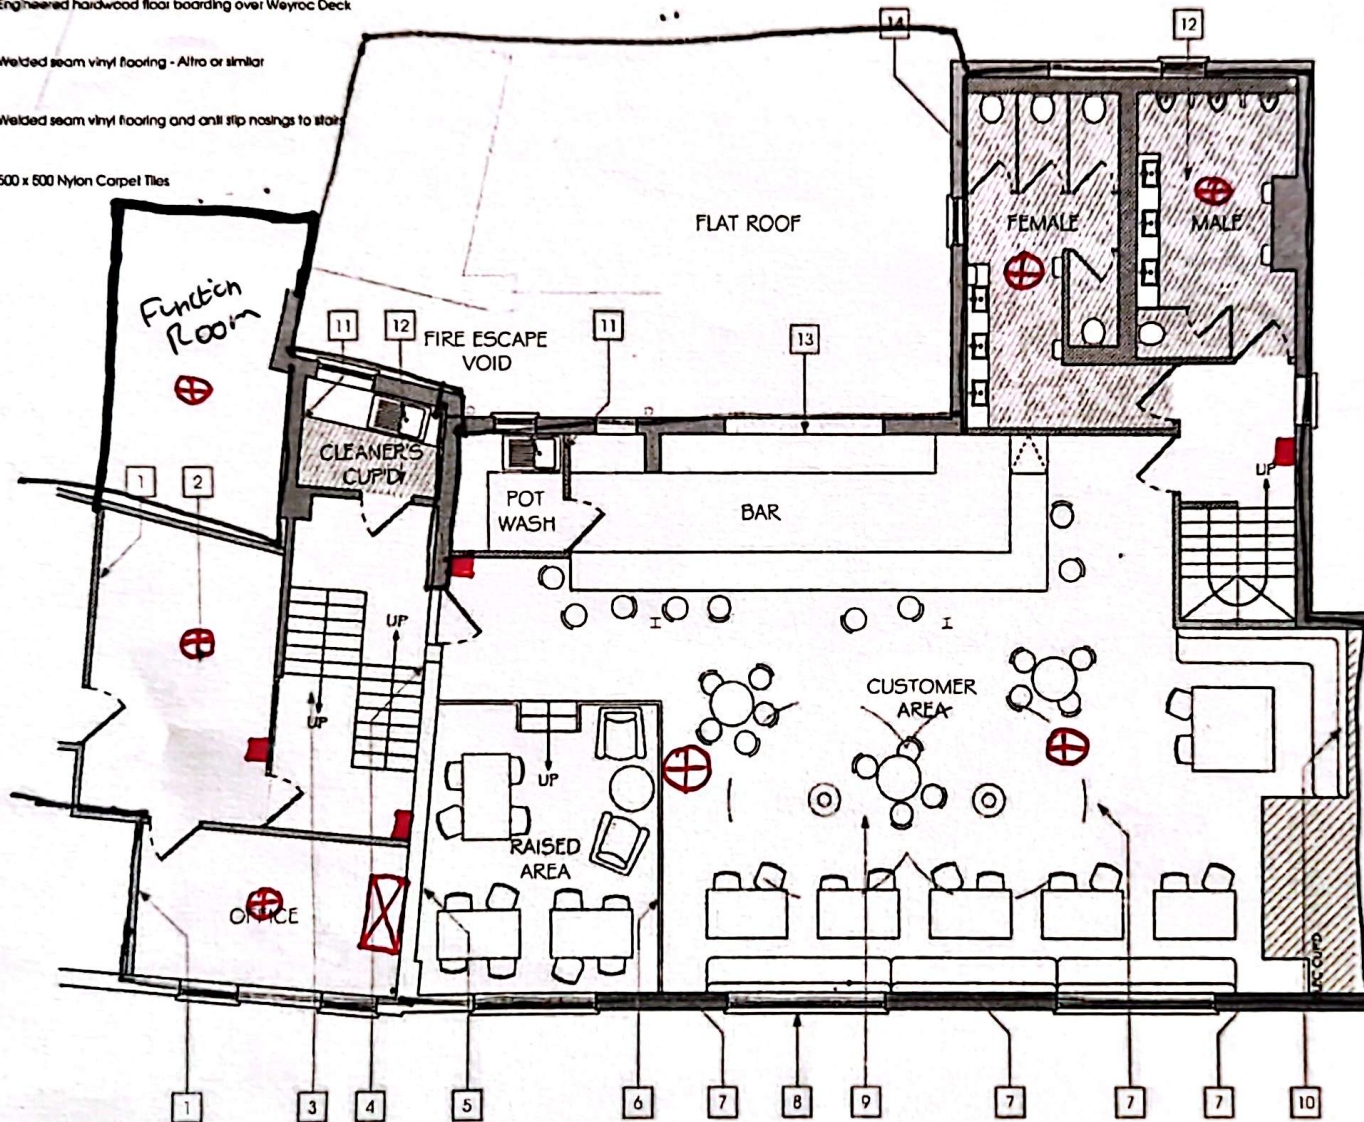 Engineered hardwood floor boarding over Weyroc Deck
Welded seam vinyl flooring - Altro or similar
Welded seam vinyl flooring and anti slip nosings to stairs
500 x 500 Nylon Carpet Tiles
14
12
FLAT ROOF
FEMALE
MALE
Function
Room
11
12
FIRE ESCAPE
VOID
11
13
CLEANER'S
CUP'D
1
2
POT
WASH
BAR
UP
UP
UP
CUSTOMER
AREA
UP
RAISED
AREA
OFFICE
1
3
4
5
6
7
8
9
7
7
7
10